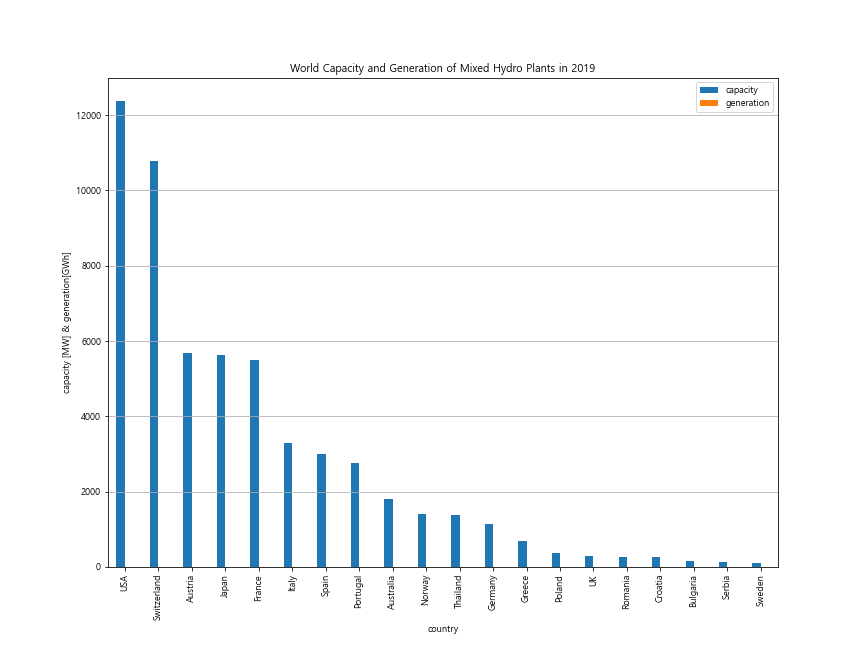 World Capacity and Generation of Mixed Hydro Plants in 2019
capacity
generation
12000
10000
8000
6000
4000
2000
0
capacity [MW] & generation[GWh]
USA
Switzerland
Austria
Japan
France
Italy
Spain
Portugal
Australia
Norway
Thailand
Germany
Greece
Poland
UK
Romania
Croatia
Bulgaria
Serbia
Sweden
country